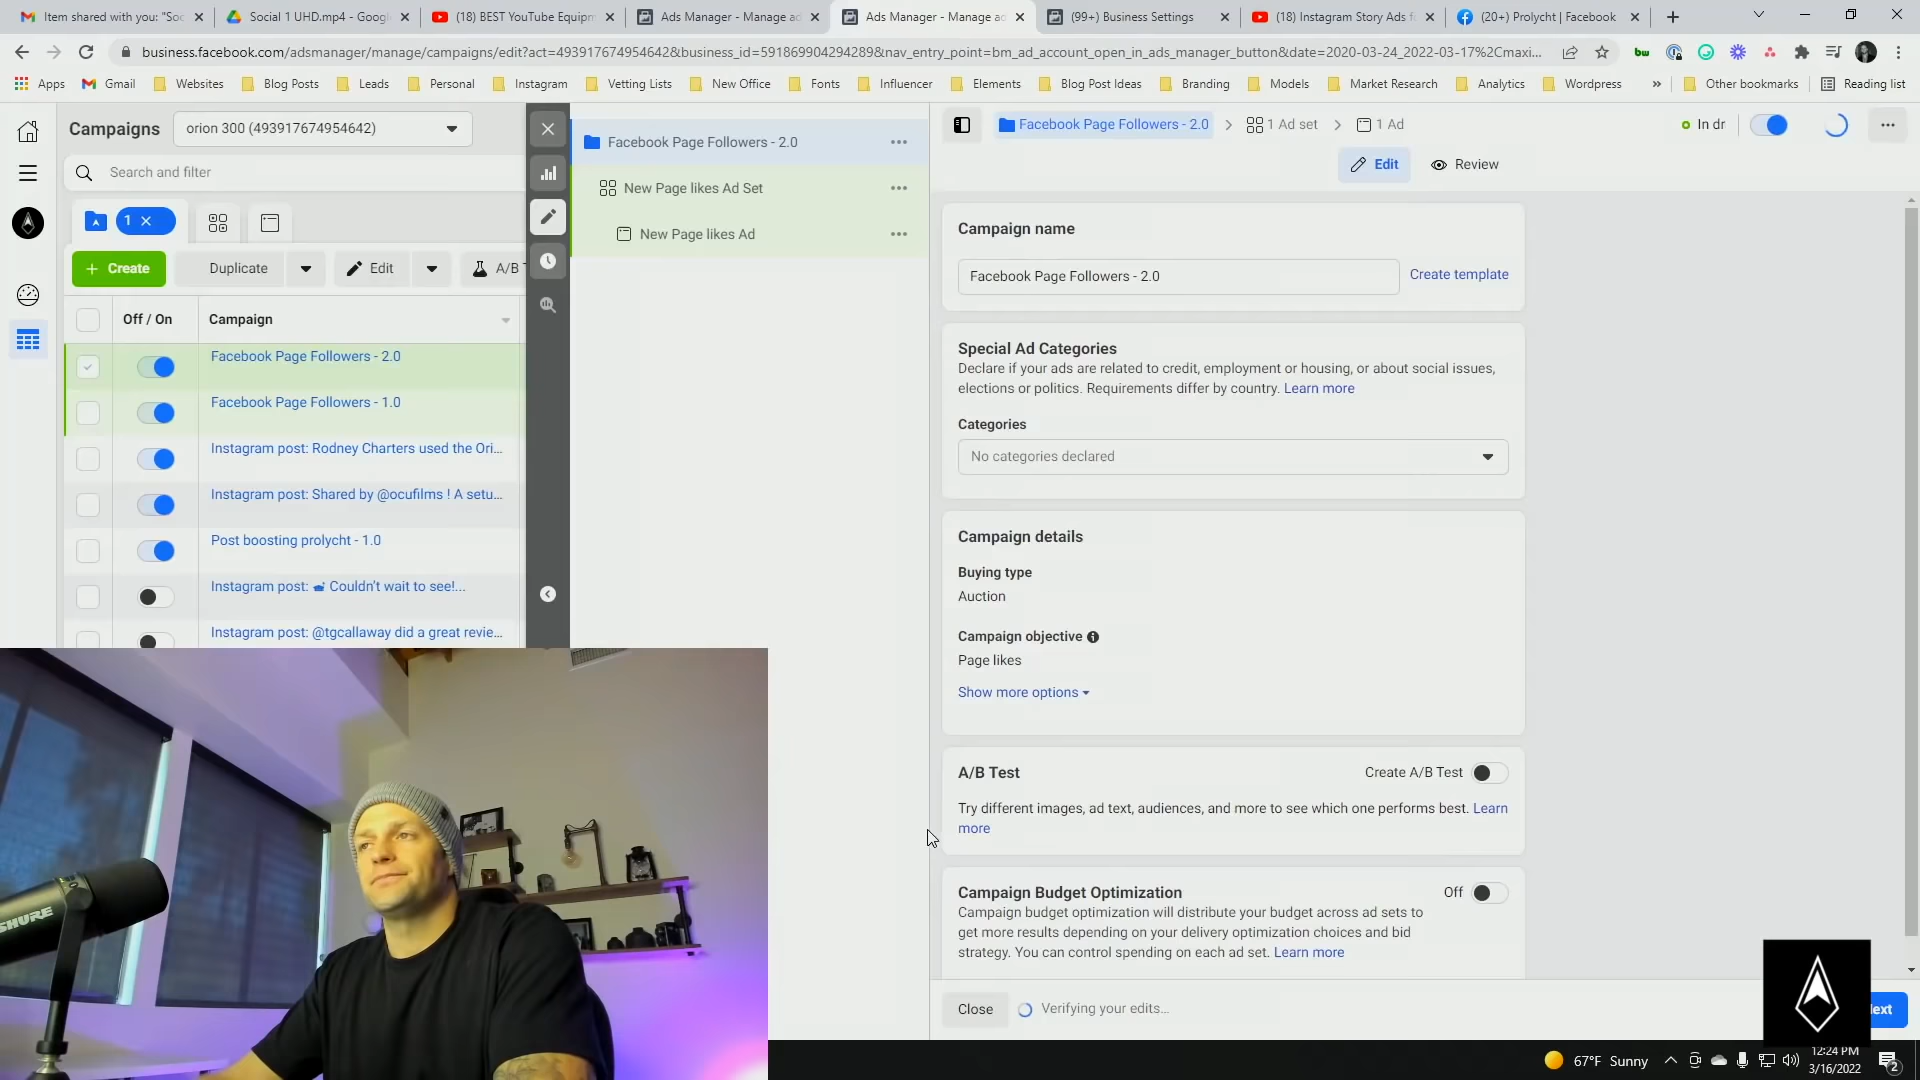 Item shared with you: "Soc
Social 1 UHD.mp4 - Google
(18) BEST YouTube Equipm
Ads Manager - Manage ad
Ads Manager - Manage ad
(99+) Business Settings
(18) Instagram Story Ads f
(20+) Prolycht | Facebook
business.facebook.com/adsmanager/manage/campaigns/edit?act=493917674954642&business_id=591869904294289&nav_entry_point=bm_ad_account_open_in_ads_manager_button&date=2020-03-24_2022-03-17%2Cmaxi...
Apps
Gmail
Websites
Blog Posts
Leads
Personal
Instagram
Vetting Lists
New Office
Fonts
Influencer
Elements
Blog Post Ideas
Branding
Models
Market Research
Analytics
Wordpress
Other bookmarks
Reading list
Campaigns
orion 300 (493917674954642)
Search and filter
1
Create
Duplicate
Edit
A/B T
Off / On
Campaign
Facebook Page Followers - 2.0
Facebook Page Followers - 1.0
Instagram post: Rodney Charters used the Ori...
Instagram post: Shared by @ocufilms ! A setu...
Post boosting prolycht - 1.0
Instagram post: Couldn't wait to see!...
Instagram post: @tgcallaway did a great revie...
Facebook Page Followers - 2.0
New Page likes Ad Set
New Page likes Ad
Facebook Page Followers - 2.0
1 Ad set
1 Ad
In dr
Edit
Review
Campaign name
Facebook Page Followers - 2.0
Create template
Special Ad Categories
Declare if your ads are related to credit, employment or housing, or about social issues,
elections or politics. Requirements differ by country. Learn more
Categories
No categories declared
Campaign details
Buying type
Auction
Campaign objective
Page likes
Show more options
A/B Test
Create A/B Test
Try different images, ad text, audiences, and more to see which one performs best. Learn
more
Campaign Budget Optimization
Off
Campaign budget optimization will distribute your budget across ad sets to
get more results depending on your delivery optimization choices and bid
strategy. You can control spending on each ad set. Learn more
Close
Verifying your edits...
ext
SHURE
67°F Sunny
12:24 PM
3/16/2022
2